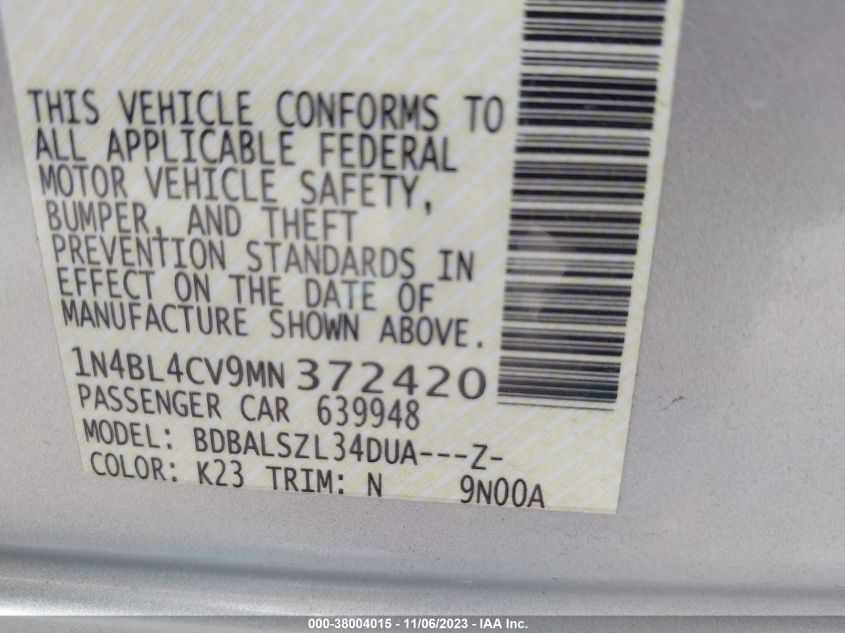 THIS VEHICLE CONFORMS TO
ALL APPLICABLE FEDERAL
MOTOR VEHICLE SAFETY,
BUMPER, AND THEFT
PREVENTION STANDARDS IN
EFFECT ON THE DATE OF
MANUFACTURE SHOWN ABOVE.
1N4BL4CV9MN372420
PASSENGER CAR 639948
MODEL: BDBALSZL34DUA---Z-
COLOR: K23 TRIM: N 9N00A
000-38004015 - 11/06/2023 - IAA Inc.